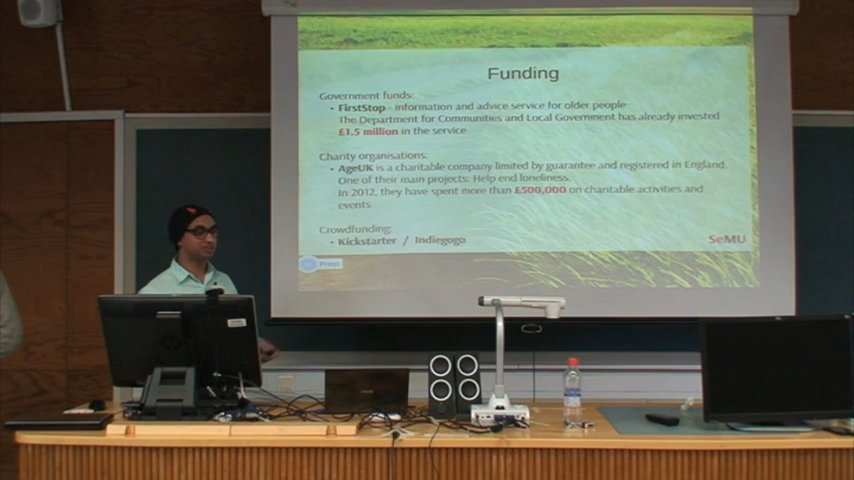 Funding
Government funds:
• FirstStop - information and advice service for older people
The Department for Communities and Local Government has already invested
£1.5 million in the service
Charity organisations:
• AgeUK is a charitable company limited by guarantee and registered in England.
One of their main projects: Help end loneliness.
In 2012, they have spent more than £500,000 on charitable activities and
events
Crowdfunding:
• Kickstarter / Indiegogo
SeMU
Prezi